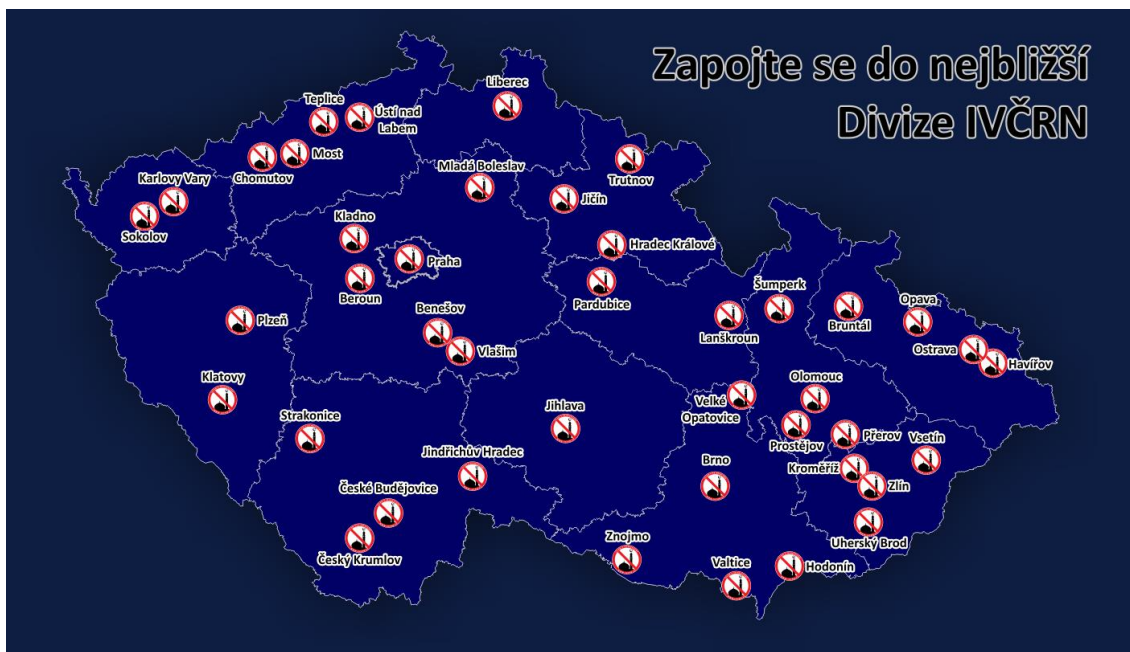 Zapojte se do nejbližší
Divize IVČRN
Liberec
Teplice
Ústí nad
Labem
Most
Chomutov
Mladá Boleslav
Trutnov
Karlovy Vary
Jičín
Sokolov
Kladno
Hradec Králové
Praha
Beroun
Pardubice
Šumperk
Benešov
Bruntál
Opava
Plzeň
Lanškroun
Vlašim
Ostrava
Havířov
Klatovy
Olomouc
Velké
Opatovice
Strakonice
Jihlava
Prostějov
Přerov
Vsetín
Jindřichův Hradec
Brno
Kroměříž
Zlín
České Budějovice
Uherský Brod
Český Krumlov
Znojmo
Valtice
Hodonín